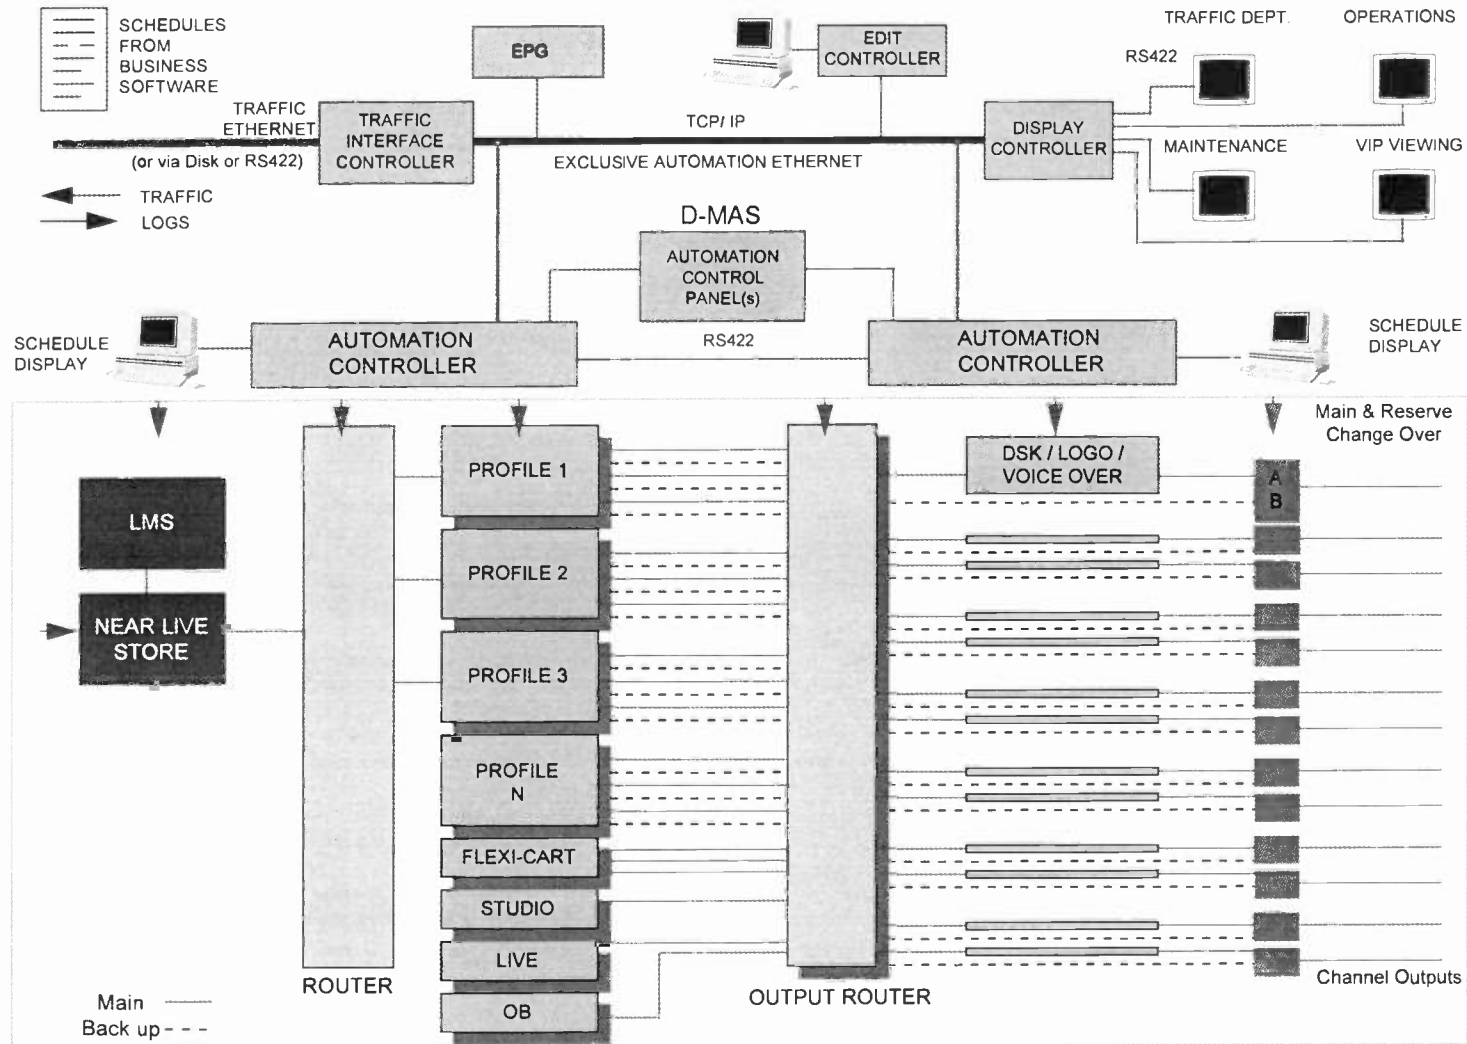 SCHEDULES
FROM
BUSINESS
SOFTWARE
EPG
EDIT
CONTROLLER
TRAFFIC DEPT.
OPERATIONS
RS422
TRAFFIC
ETHERNET
(or via Disk or RS422)
TRAFFIC
INTERFACE
CONTROLLER
TCP/ IP
EXCLUSIVE AUTOMATION ETHERNET
DISPLAY
CONTROLLER
MAINTENANCE
VIP VIEWING
TRAFFIC
LOGS
D-MAS
AUTOMATION
CONTROL
PANEL(s)
SCHEDULE
DISPLAY
AUTOMATION
CONTROLLER
RS422
AUTOMATION
CONTROLLER
SCHEDULE
DISPLAY
Main & Reserve
Change Over
LMS
NEAR LIVE
STORE
PROFILE 1
PROFILE 2
PROFILE 3
PROFILE
N
FLEXI-CART
STUDIO
LIVE
OB
DSK / LOGO /
VOICE OVER
A
B
ROUTER
OUTPUT ROUTER
Channel Outputs
Main
Back up